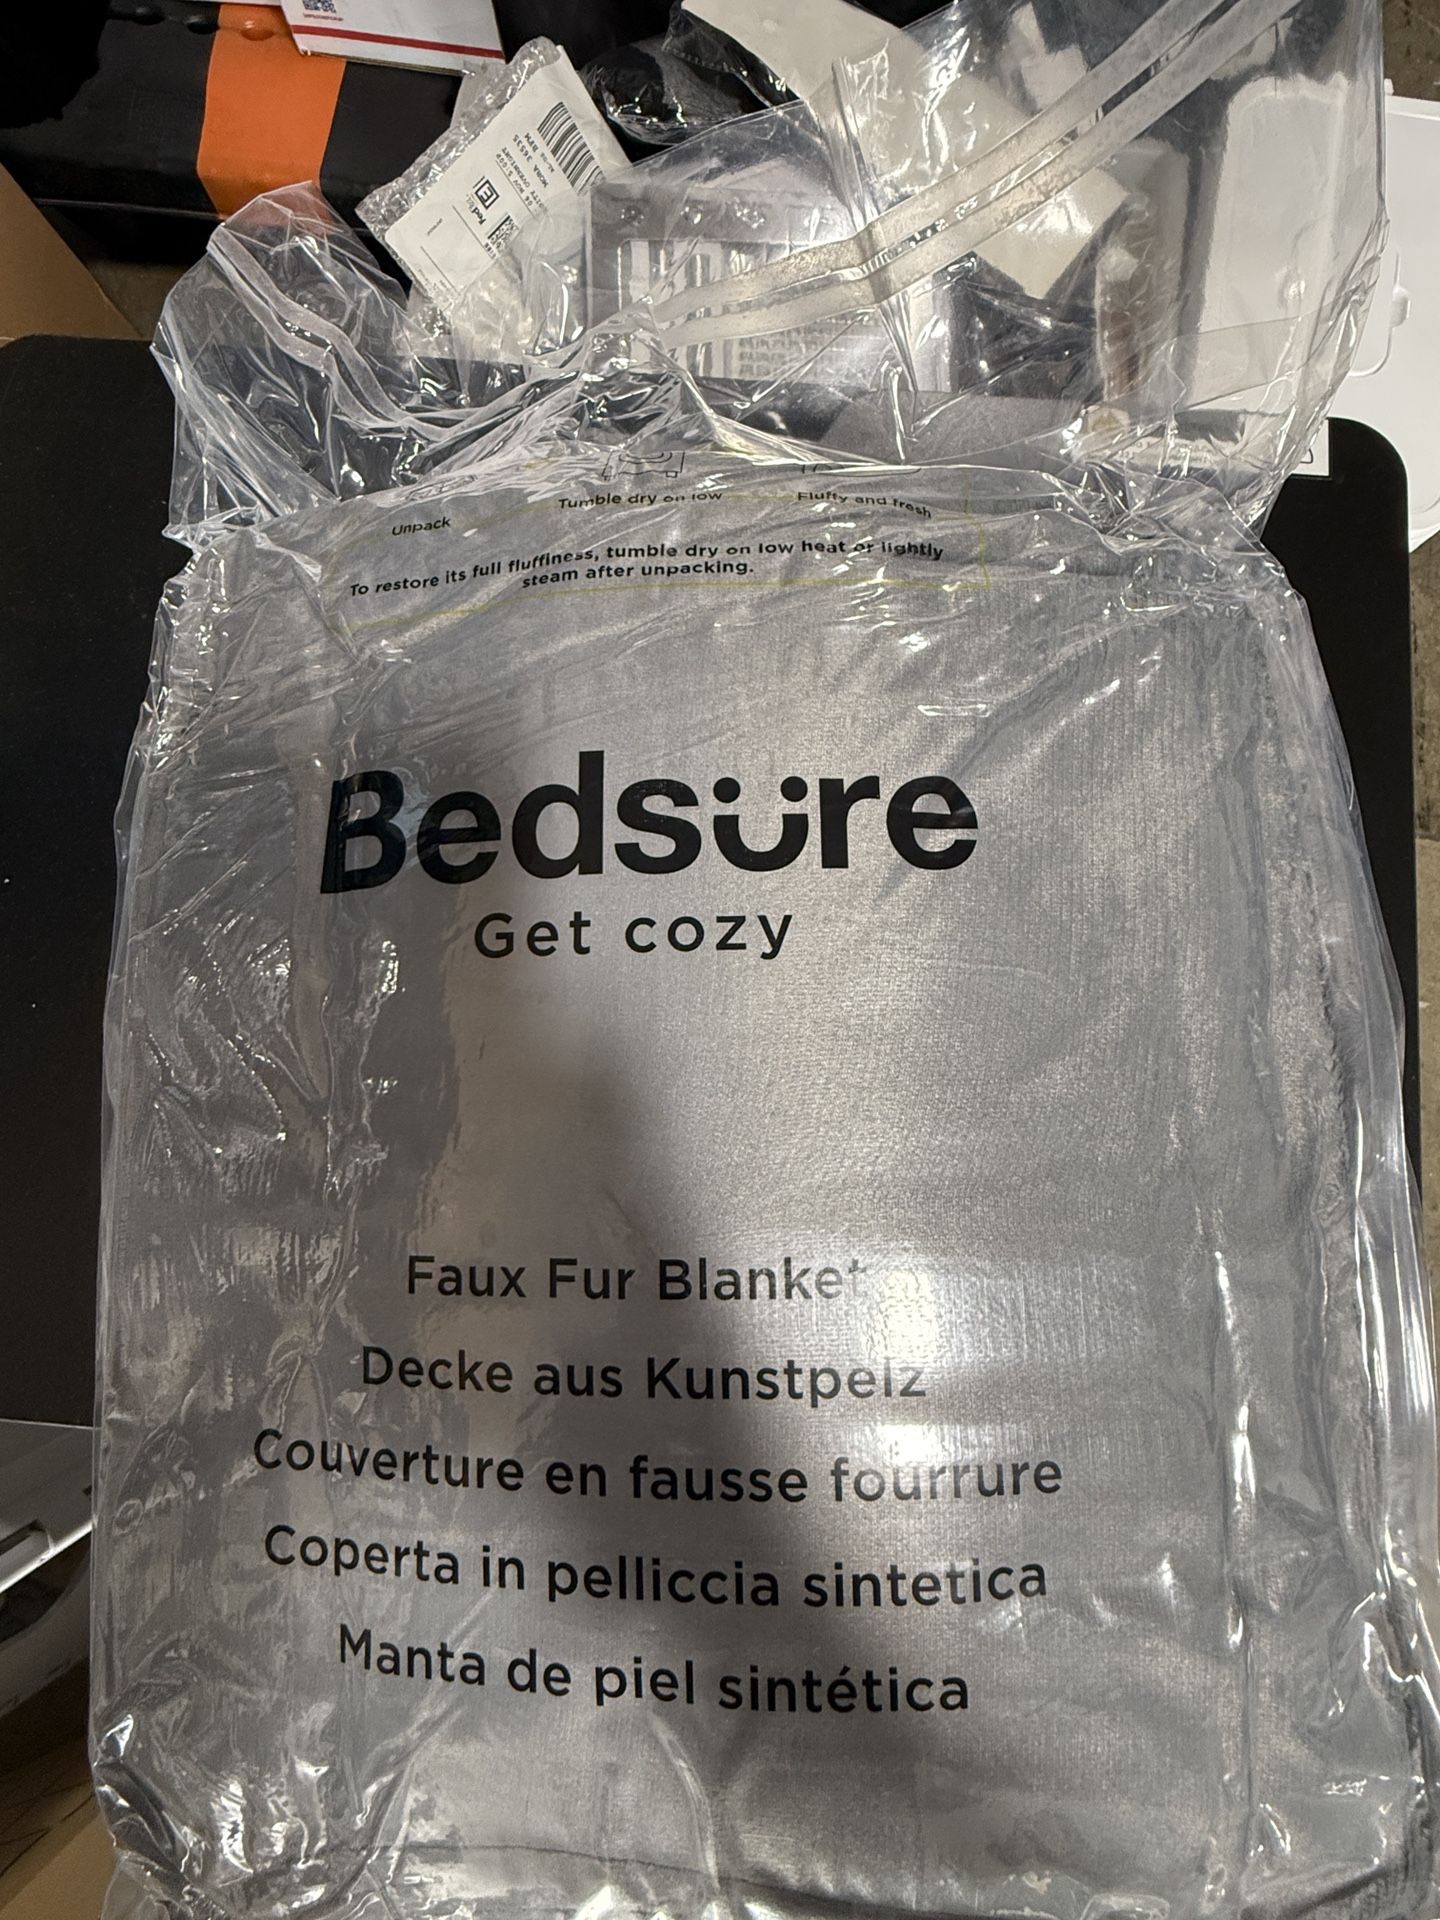 Unpack
Tumble dry on low
Fluffy and fresh
To restore its full fluffiness, tumble dry on low heat or lightly
steam after unpacking.
Bedsure
Get cozy
Faux Fur Blanket
Decke aus Kunstpelz
Couverture en fausse fourrure
Coperta in pelliccia sintetica
Manta de piel sintética